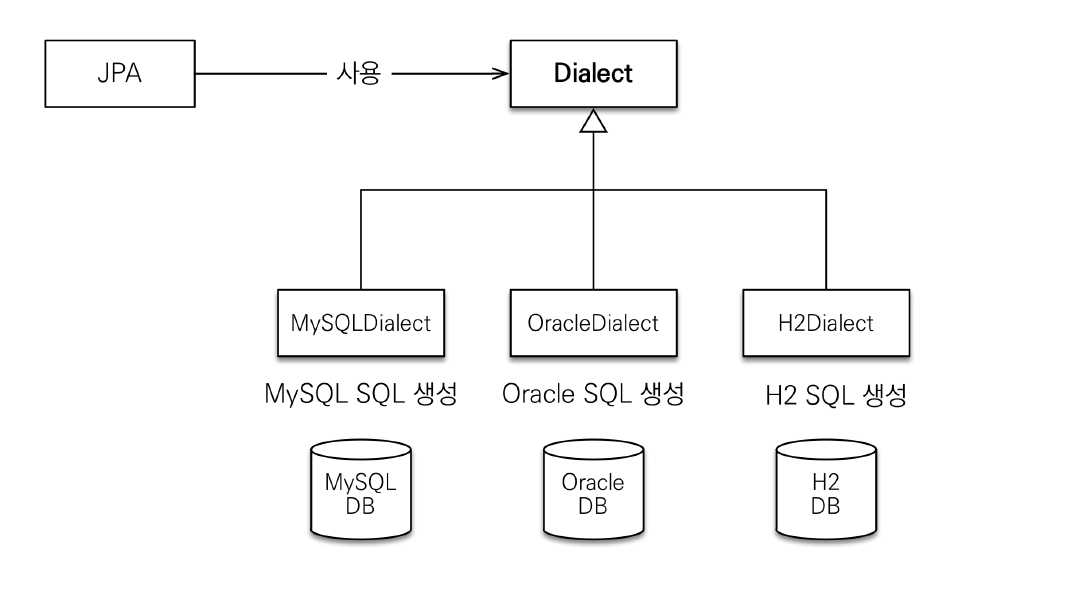 JPA
사용
Dialect
MySQLDialect
OracleDialect
H2Dialect
MySQL SQL 생성
Oracle SQL 생성
H2 SQL 생성
MySQL
DB
Oracle
DB
H2
DB